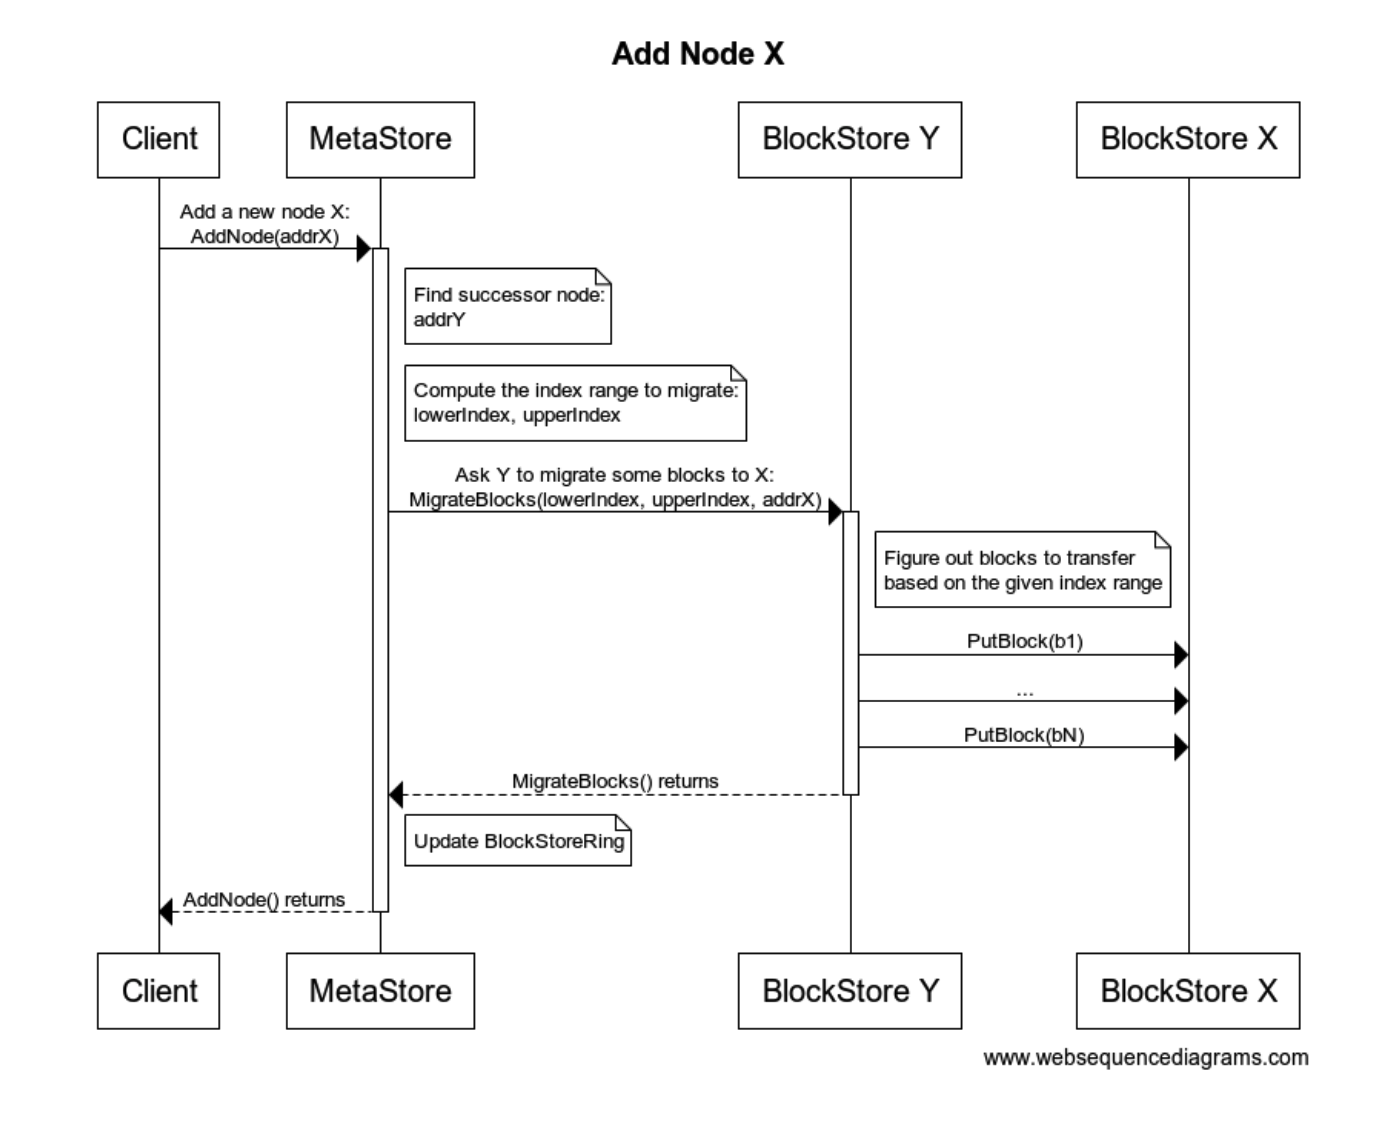 Add Node X
Client
MetaStore
BlockStore Y
BlockStore X
Add a new node X:
AddNode(addrX)
Find successor node:
addrY
Compute the index range to migrate:
lowerIndex, upperIndex
Ask Y to migrate some blocks to X:
MigrateBlocks(lowerIndex, upperIndex, addrX)
Figure out blocks to transfer
based on the given index range
PutBlock(b1)
...
PutBlock(bN)
MigrateBlocks() returns
Update BlockStoreRing
AddNode() returns
Client
MetaStore
BlockStore Y
BlockStore X
www.websequencediagrams.com